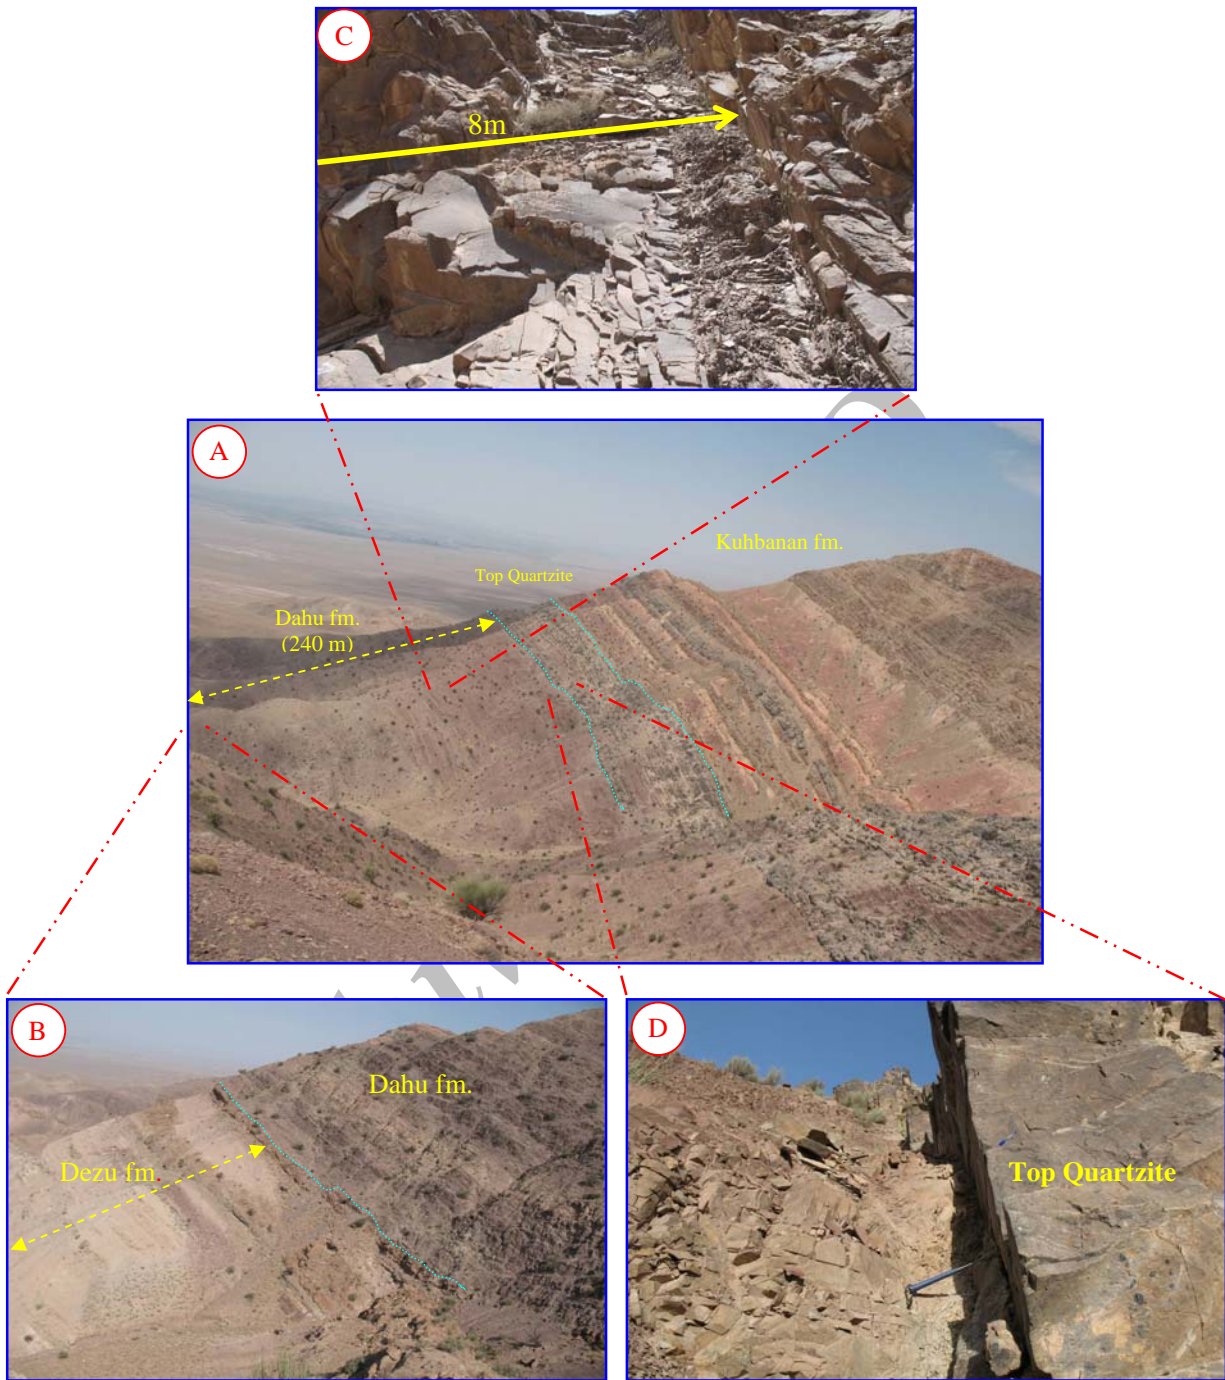 C
8m
A
Kuhbanan fm.
Top Quartzite
Dahu fm.
(240 m)
B
Dahu fm.
Dezu fm.
D
Top Quartzite